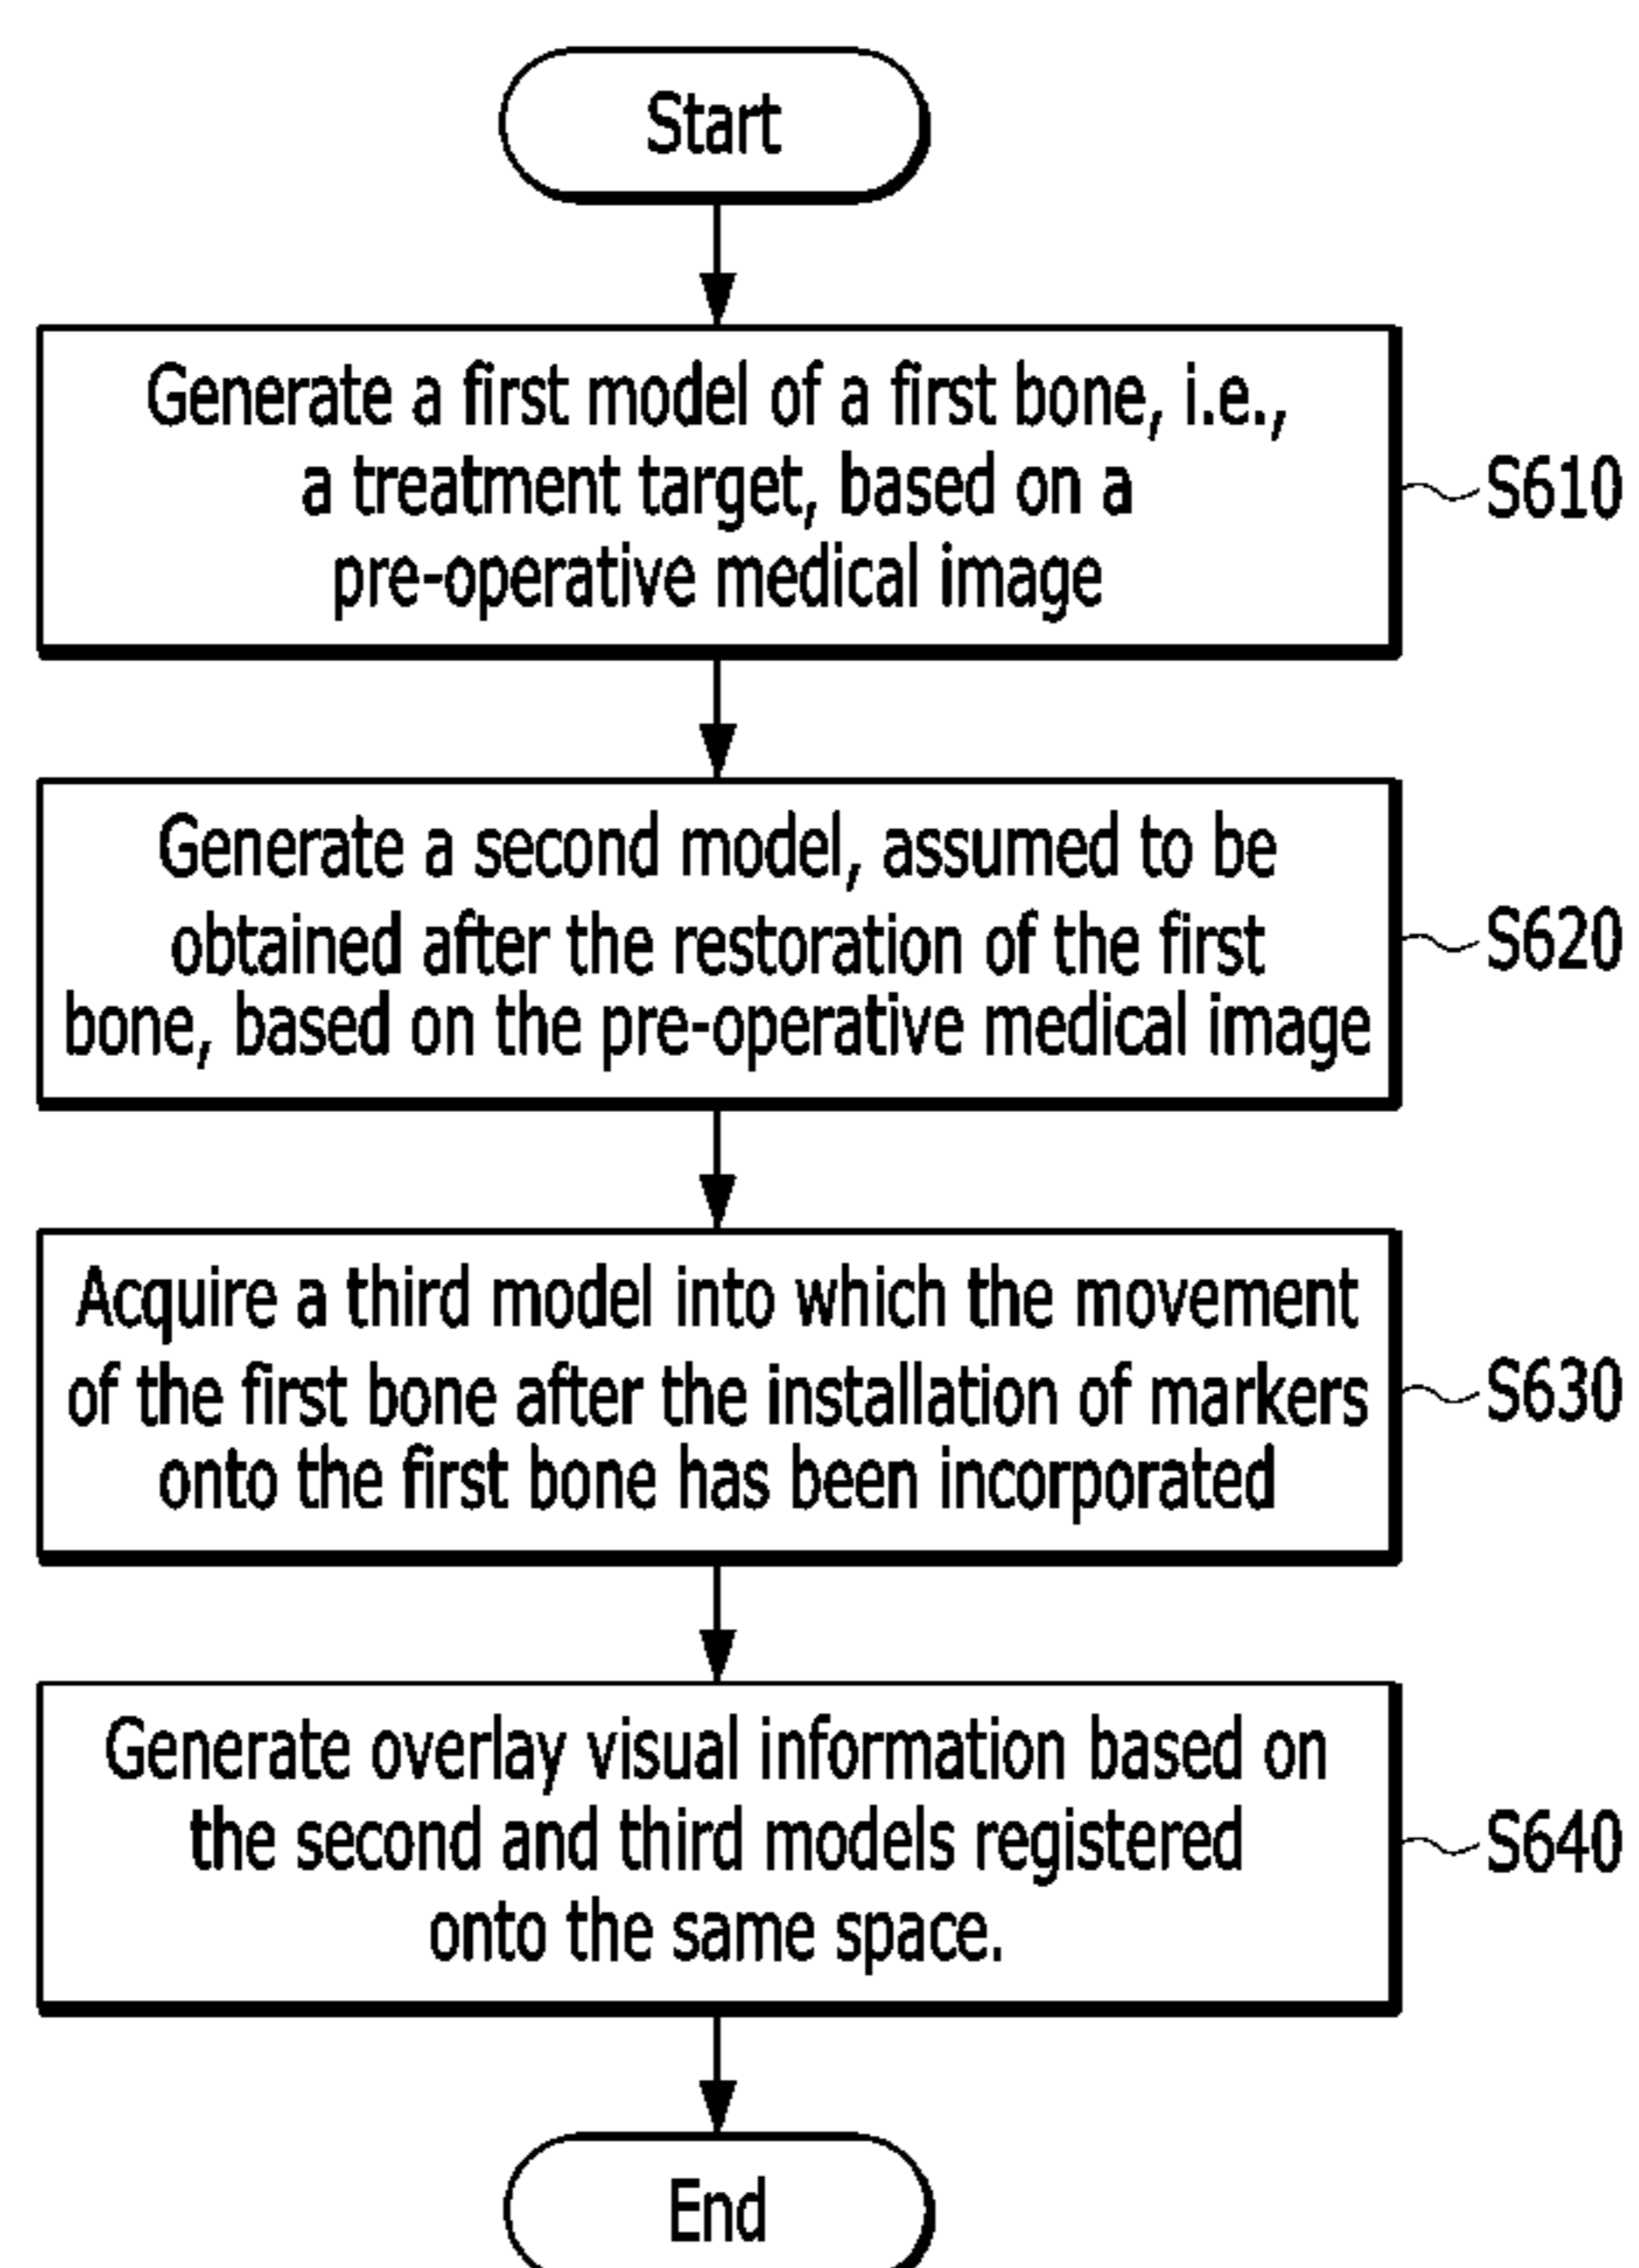 Start
Generate a first model of a first bone, i.e.,
a treatment target, based on a
pre-operative medical image
S610
Generate a second model, assumed to be
obtained after the restoration of the first
bone, based on the pre-operative medical image
S620
Acquire a third model into which the movement
of the first bone after the installation of markers
onto the first bone has been incorporated
S630
Generate overlay visual information based on
the second and third models registered
onto the same space.
S640
End